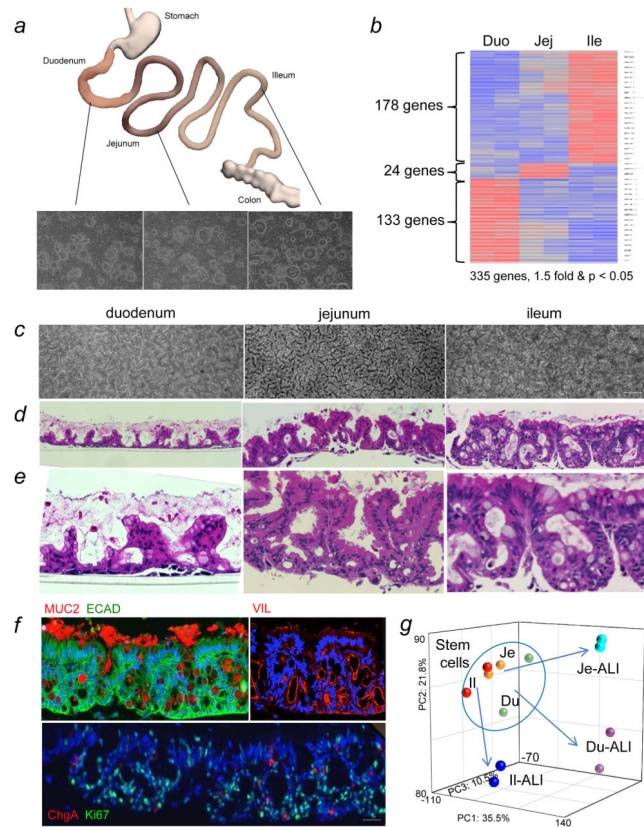 a
Stomach
Duodenum
Illeum
Jejunum
Colon
b
Duo Jej Ile
178 genes
24 genes
133 genes
335 genes, 1.5 fold & p < 0.05
duodenum jejunum ileum
c
d
e
f
MUC2 ECAD
VIL
ChgA Ki67
g
90
Stem
cells
Je
Il
Du
Je-ALI
Du-ALI
Il-ALI
PC2: 21.8%
-70
PC3: 10.5%
80
-110
PC1: 35.5%
140